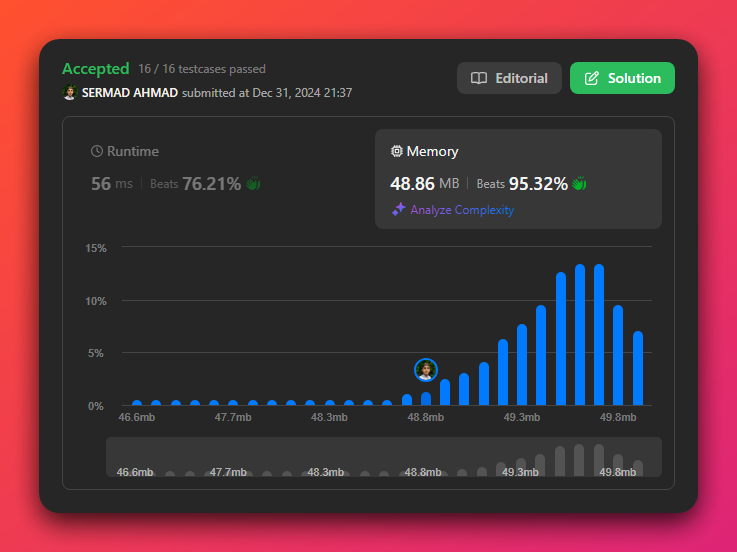 Accepted 16 / 16 testcases passed
SERMAD AHMAD submitted at Dec 31, 2024 21:37
Editorial
Solution
Runtime
56 ms Beats 76.21%
Memory
48.86 MB Beats 95.32%
Analyze Complexity
15%
10%
5%
0%
46.6mb 47.7mb 48.3mb 48.8mb 49.3mb 49.8mb
46.6mb 47.7mb 48.3mb 48.8mb 49.3mb 49.8mb